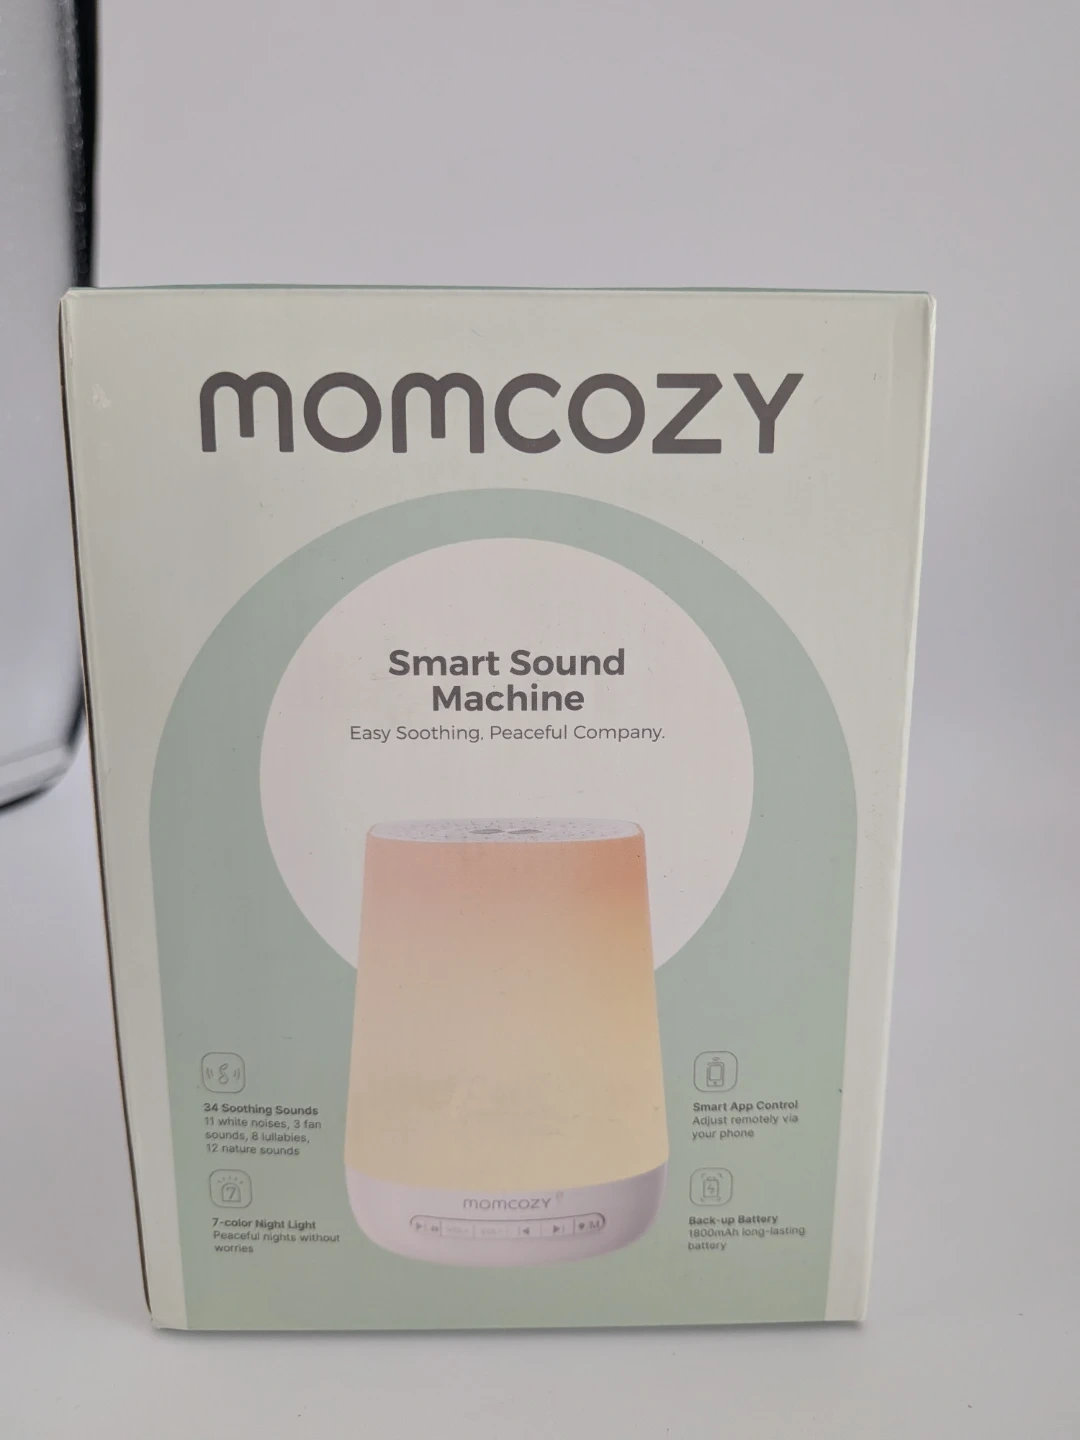 momcozy
Smart Sound
Machine
Easy Soothing, Peaceful Company.
34 Soothing Sounds
11 white noises, 3 fan
sounds, 8 lullabies,
12 nature sounds
7
7-color Night Light
Peaceful nights without
worries
Smart App Control
Adjust remotely via
your phone
Back-up Battery
1800mAh long-lasting
battery
momcozy
M